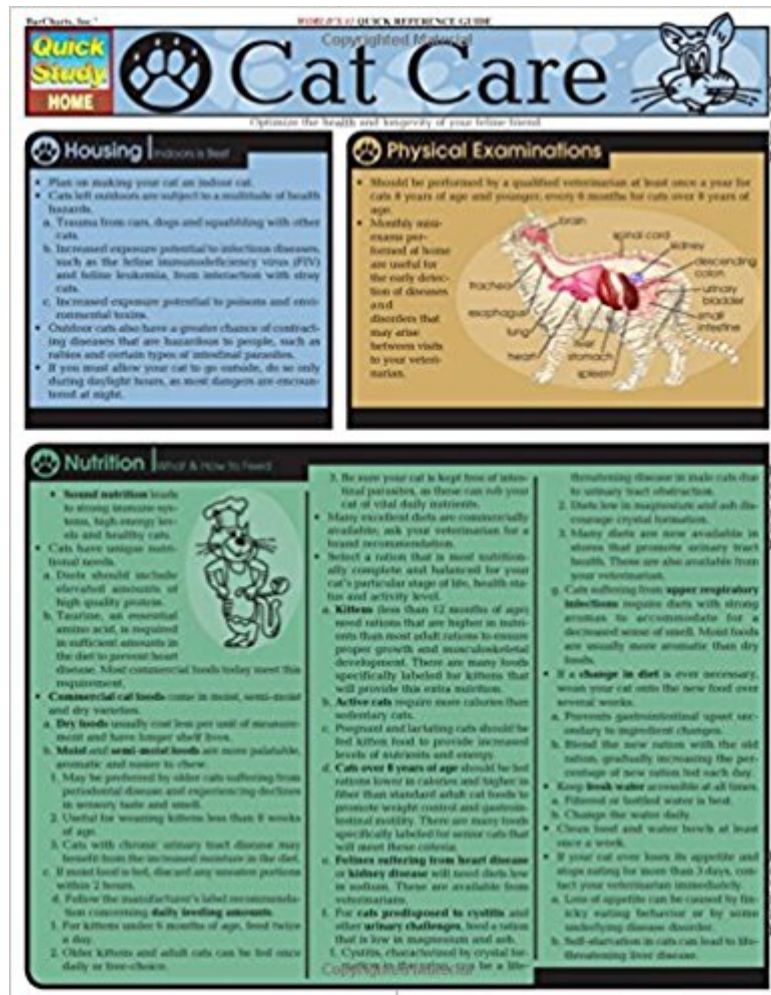 BarCharts, Inc.™
WORLD'S #1 QUICK REFERENCE GUIDE
Copyrighted Material
Quick
Study
HOME
Cat Care
Optimize the health and longevity of your feline friend
Housing | Indoors is Best
• Plan on making your cat an indoor cat.
• Cats left outdoors are subject to a multitude of health
hazards.
a. Trauma from cars, dogs and squabbling with other
cats.
b. Increased exposure potential to infectious diseases,
such as the feline immunodeficiency virus (FIV)
and feline leukemia, from interaction with stray
cats.
c. Increased exposure potential to poisons and envi-
ronmental toxins.
• Outdoor cats also have a greater chance of contract-
ing diseases that are hazardous to people, such as
rabies and certain types of intestinal parasites.
• If you must allow your cat to go outside, do so only
during daylight hours, as most dangers are encoun-
tered at night.
Physical Examinations
• Should be performed by a qualified veterinarian at least once a year for
cats 8 years of age and younger, every 6 months for cats over 8 years of
age.
• Monthly mini-
exams per-
formed at home
are useful for
the early detec-
tion of diseases
and
disorders that
may arise
between visits
to your veteri-
narian.
brain
spinal cord
kidney
descending
colon
urinary
bladder
small
intestine
trachea
esophagus
lung
heart
liver
stomach
spleen
Nutrition | What & How To Feed
• Sound nutrition leads
to strong immune sys-
tems, high energy lev-
els and healthy cats.
• Cats have unique nutri-
tional needs.
a. Diets should include
elevated amounts of
high quality protein.
b. Taurine, an essential
amino acid, is required
in sufficient amounts in
the diet to prevent heart
disease. Most commercial foods today meet this
requirement.
• Commercial cat foods come in moist, semi-moist
and dry varieties.
a. Dry foods usually cost less per unit of measure-
ment and have longer shelf lives.
b. Moist and semi-moist foods are more palatable,
aromatic and easier to chew.
1. May be preferred by older cats suffering from
periodontal disease and experiencing declines
in sensory taste and smell.
2. Useful for weaning kittens less than 8 weeks
of age.
3. Cats with chronic urinary tract disease may
benefit from the increased moisture in the diet.
c. If moist food is fed, discard any uneaten portions
within 2 hours.
d. Follow the manufacturer's label recommenda-
tion concerning daily feeding amounts.
1. For kittens under 6 months of age, feed twice
a day.
2. Older kittens and adult cats can be fed once
daily or free-choice.
3. Be sure your cat is kept free of intes-
tinal parasites, as these can rob your
cat of vital daily nutrients.
• Many excellent diets are commercially
available, ask your veterinarian for a
brand recommendation.
• Select a ration that is most nutrition-
ally complete and balanced for your
cat's particular stage of life, health sta-
tus and activity level.
a. Kittens (less than 12 months of age)
need rations that are higher in nutri-
ents than most adult rations to ensure
proper growth and musculoskeletal
development. There are many foods
specifically labeled for kittens that
will provide this extra nutrition.
b. Active cats require more calories than
sedentary cats.
c. Pregnant and lactating cats should be
fed kitten food to provide increased
levels of nutrients and energy.
d. Cats over 8 years of age should be fed
rations lower in calories and higher in
fiber than standard adult cat foods to
promote weight control and gastroin-
testinal motility. There are many foods
specifically labeled for senior cats that
will meet these criteria.
e. Felines suffering from heart disease
or kidney disease will need diets low
in sodium. These are available from
veterinarians.
f. For cats predisposed to cystitis and
other urinary challenges, feed a ration
that is low in magnesium and ash.
1. Cystitis, characterized by crystal for-
can be a life-
threatening disease in male cats due
to urinary tract obstruction.
2. Diets low in magnesium and ash dis-
courage crystal formation.
3. Many diets are now available in
stores that promote urinary tract
health. These are also available from
your veterinarian.
g. Cats suffering from upper respiratory
infections require diets with strong
aromas to accommodate for a
decreased sense of smell. Moist foods
are usually more aromatic than dry
foods.
• If a change in diet is ever necessary,
wean your cat onto the new food over
several weeks.
a. Prevents gastrointestinal upset sec-
ondary to ingredient changes.
b. Blend the new ration with the old
ration, gradually increasing the per-
centage of new ration fed each day.
• Keep fresh water accessible at all times.
a. Filtered or bottled water is best.
b. Change the water daily.
• Clean food and water bowls at least
once a week.
• If your cat ever loses its appetite and
stops eating for more than 3 days, con-
tact your veterinarian immediately.
a. Loss of appetite can be caused by fin-
icky eating behavior or by some
underlying disease disorder.
b. Self-starvation in cats can lead to life-
threatening liver disease.
Copyrighted Material